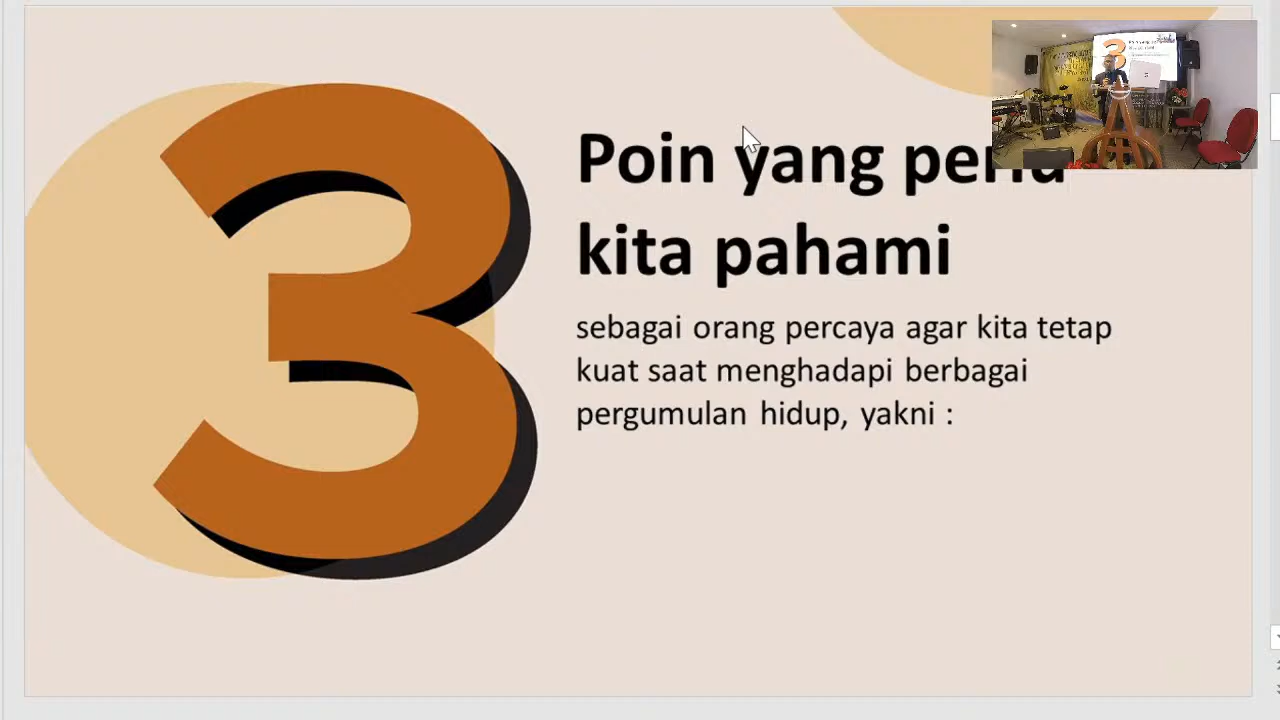 3
Poin yang perlu
kita pahami
sebagai orang percaya agar kita tetap
kuat saat menghadapi berbagai
pergumulan hidup, yakni :